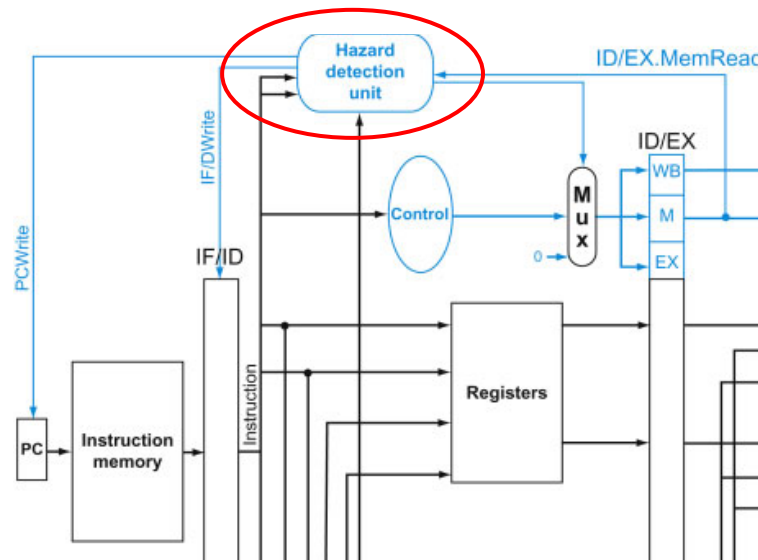 Hazard
detection
unit
ID/EX.MemRead
IF/DWrite
PCWrite
ID/EX
WB
M
EX
Control
M
u
x
0
IF/ID
Instruction
Registers
PC
Instruction
memory